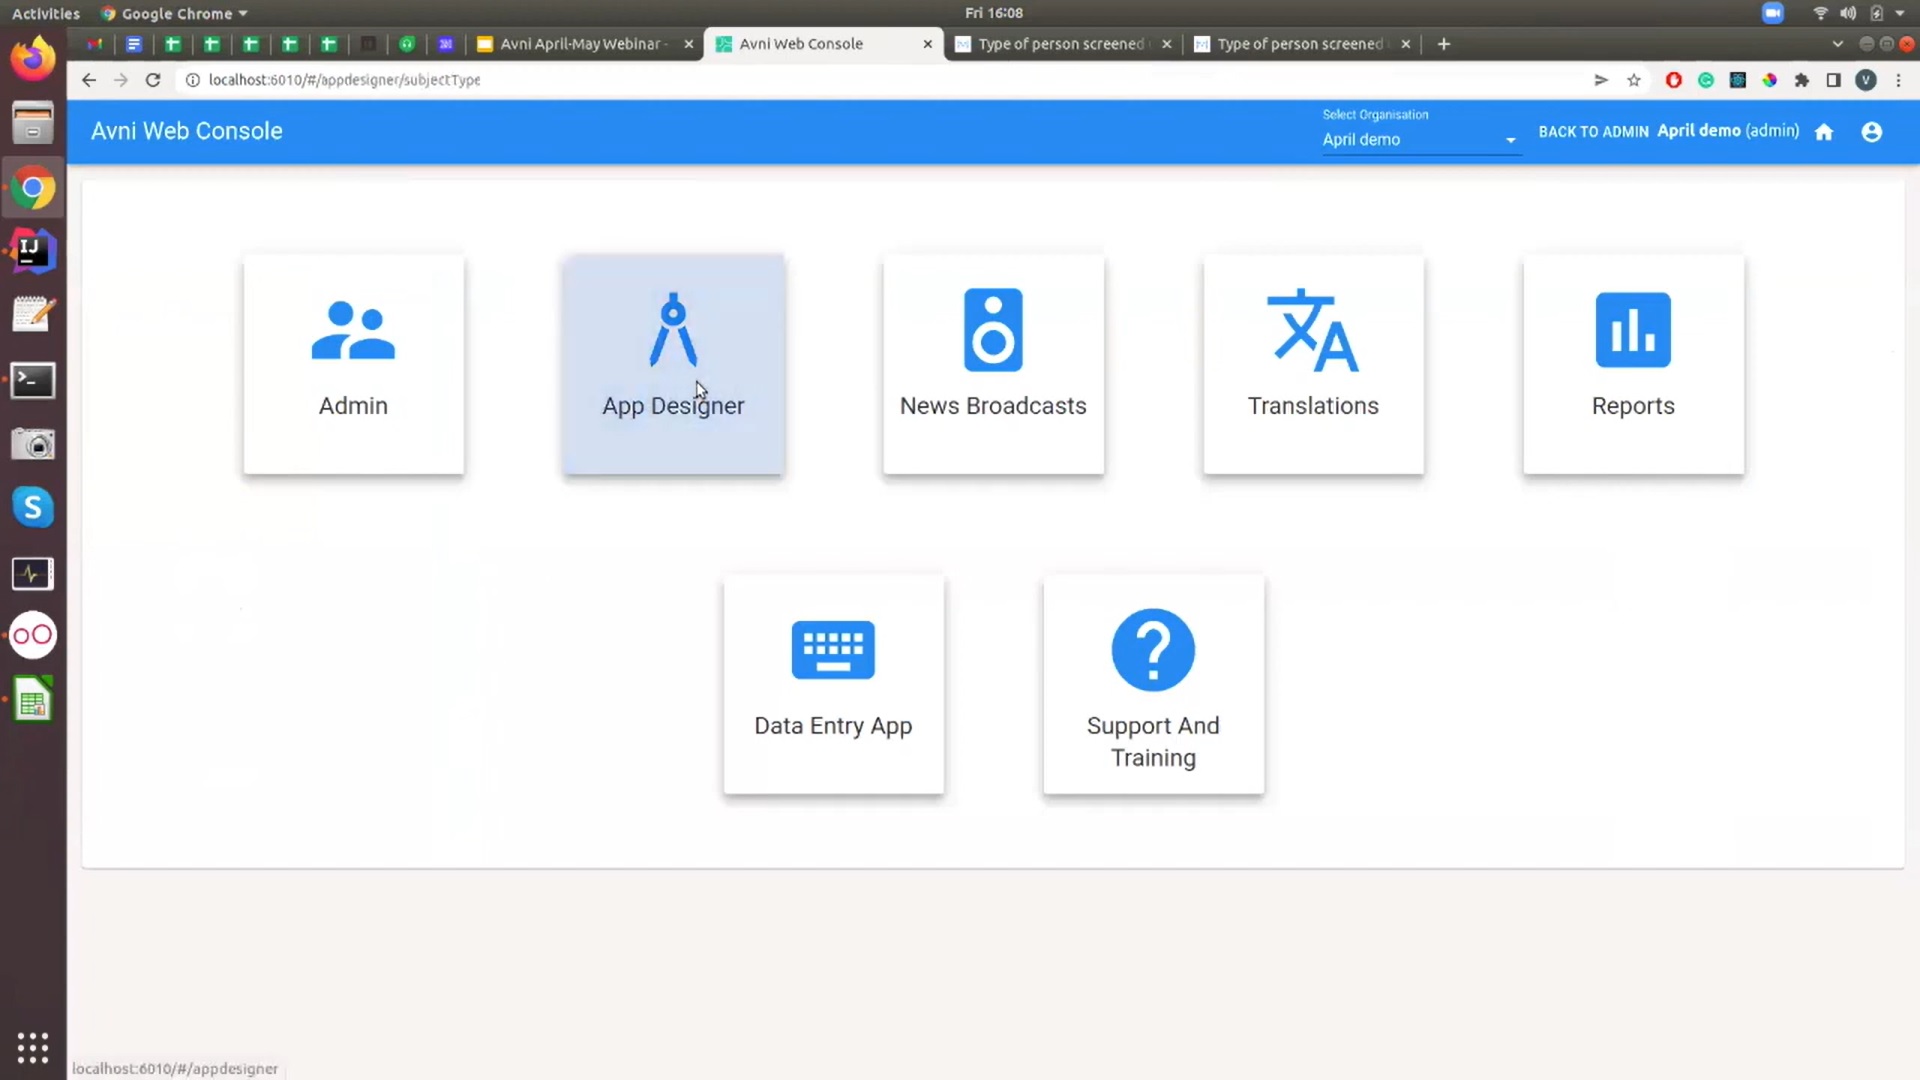 Activities Google Chrome Fri 16:08
Avni April-May Webinar - Avni Web Console Type of person screened Type of person screened
localhost:6010/#/appdesigner/subjectType
V
Avni Web Console
Select Organisation
April demo
BACK TO ADMIN April demo (admin)
Admin
App Designer
News Broadcasts
Translations
Reports
Data Entry App
Support And
Training
localhost:6010/#/appdesigner